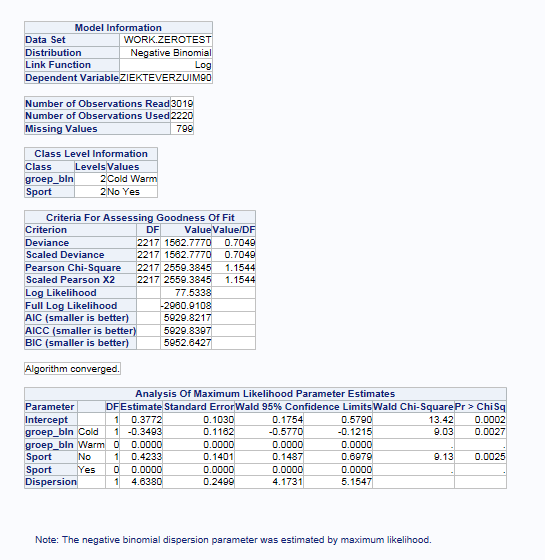 Model Information
Data Set WORK.ZEROTEST
Distribution Negative Binomial
Link Function Log
Dependent Variable ZIEKTEVERZUIM90
Number of Observations Read 3019
Number of Observations Used 2220
Missing Values 799
Class Level Information
Class Levels Values
groep_bln 2 Cold Warm
Sport 2 No Yes
Criteria For Assessing Goodness Of Fit
Criterion DF Value Value/DF
Deviance 2217 1562.7770 0.7049
Scaled Deviance 2217 1562.7770 0.7049
Pearson Chi-Square 2217 2559.3845 1.1544
Scaled Pearson X2 2217 2559.3845 1.1544
Log Likelihood 77.5338
Full Log Likelihood -2960.9108
AIC (smaller is better) 5929.8217
AICC (smaller is better) 5929.8397
BIC (smaller is better) 5952.6427
Algorithm converged.
Analysis Of Maximum Likelihood Parameter Estimates
Parameter DF Estimate Standard Error Wald 95% Confidence Limits Wald Chi-Square Pr > ChiSq
Intercept 1 0.3772 0.1030 0.1754 0.5790 13.42 0.0002
groep_bln Cold 1 -0.3493 0.1162 -0.5770 -0.1215 9.03 0.0027
groep_bln Warm 0 0.0000 0.0000 0.0000 0.0000 . .
Sport No 1 0.4233 0.1401 0.1487 0.6979 9.13 0.0025
Sport Yes 0 0.0000 0.0000 0.0000 0.0000 . .
Dispersion 1 4.6380 0.2499 4.1731 5.1547
Note: The negative binomial dispersion parameter was estimated by maximum likelihood.